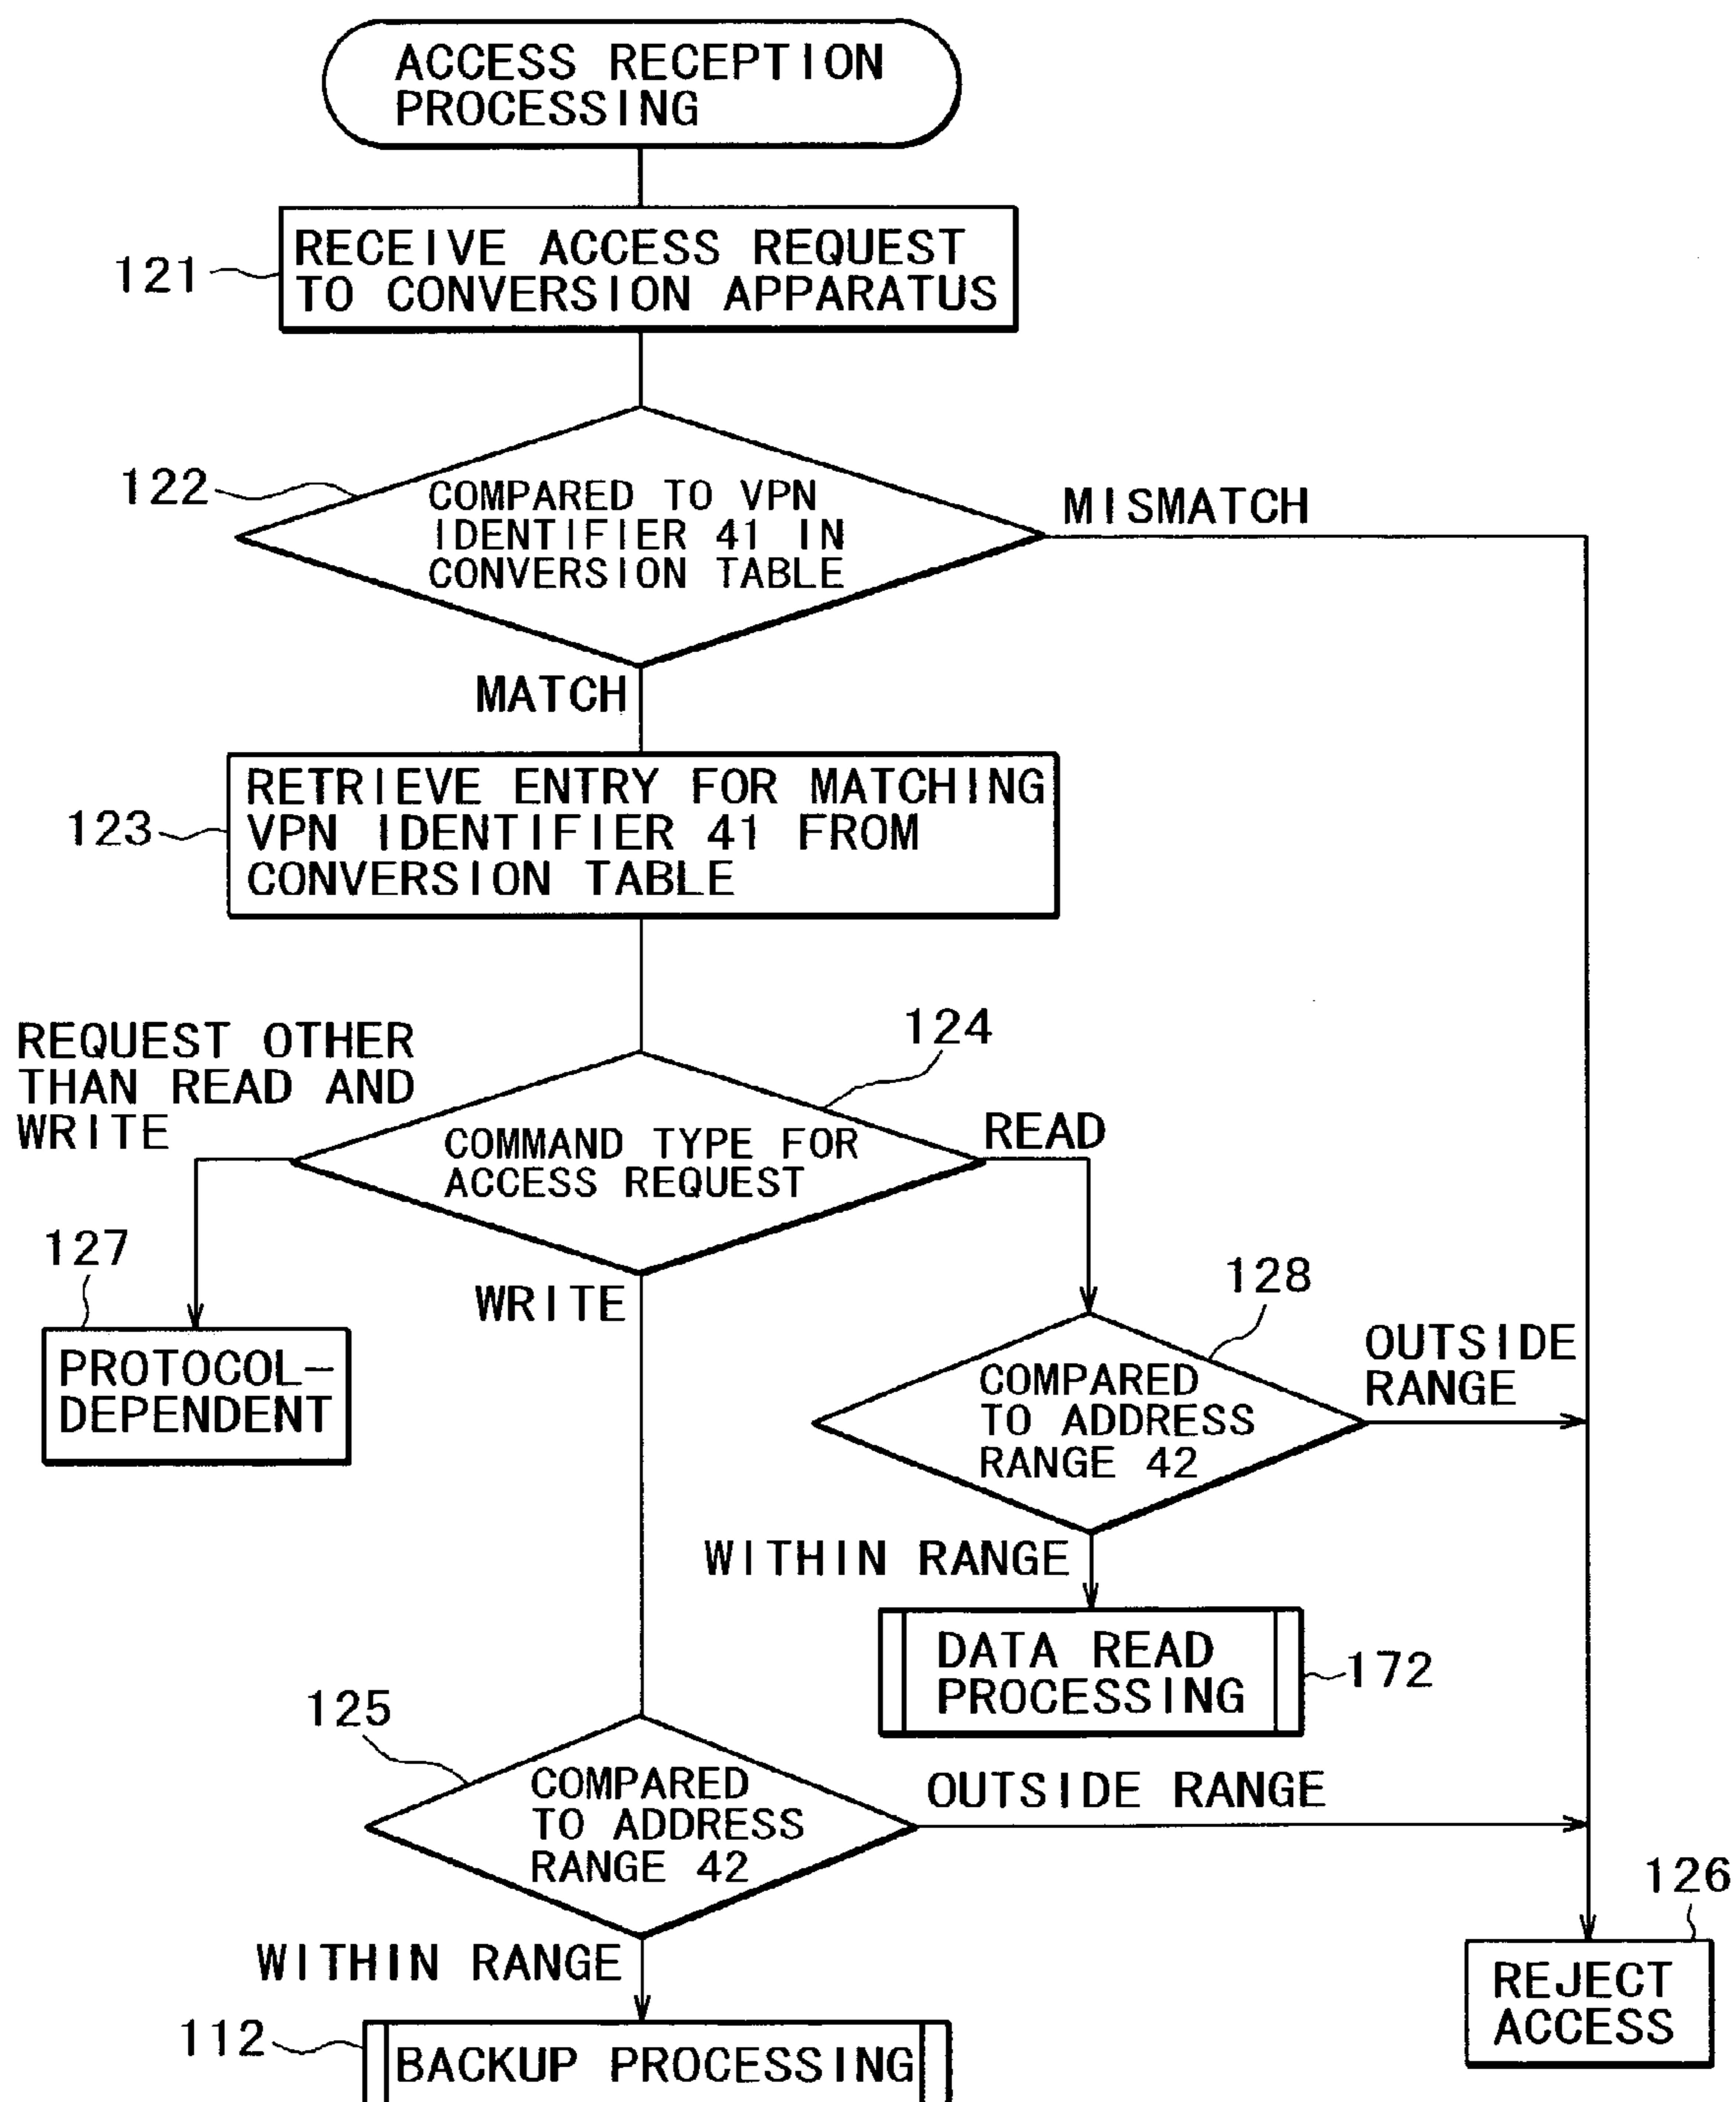 ACCESS RECEPTION
PROCESSING
121
RECEIVE ACCESS REQUEST
TO CONVERSION APPARATUS
122
COMPARED TO VPN
IDENTIFIER 41 IN
CONVERSION TABLE
MISMATCH
MATCH
123
RETRIEVE ENTRY FOR MATCHING
VPN IDENTIFIER 41 FROM
CONVERSION TABLE
REQUEST OTHER
THAN READ AND
WRITE
124
COMMAND TYPE FOR
ACCESS REQUEST
READ
127
WRITE
PROTOCOL-
DEPENDENT
128
COMPARED
TO ADDRESS
RANGE 42
OUTSIDE
RANGE
WITHIN RANGE
DATA READ
PROCESSING
172
125
COMPARED
TO ADDRESS
RANGE 42
OUTSIDE RANGE
WITHIN RANGE
126
REJECT
ACCESS
112
BACKUP PROCESSING